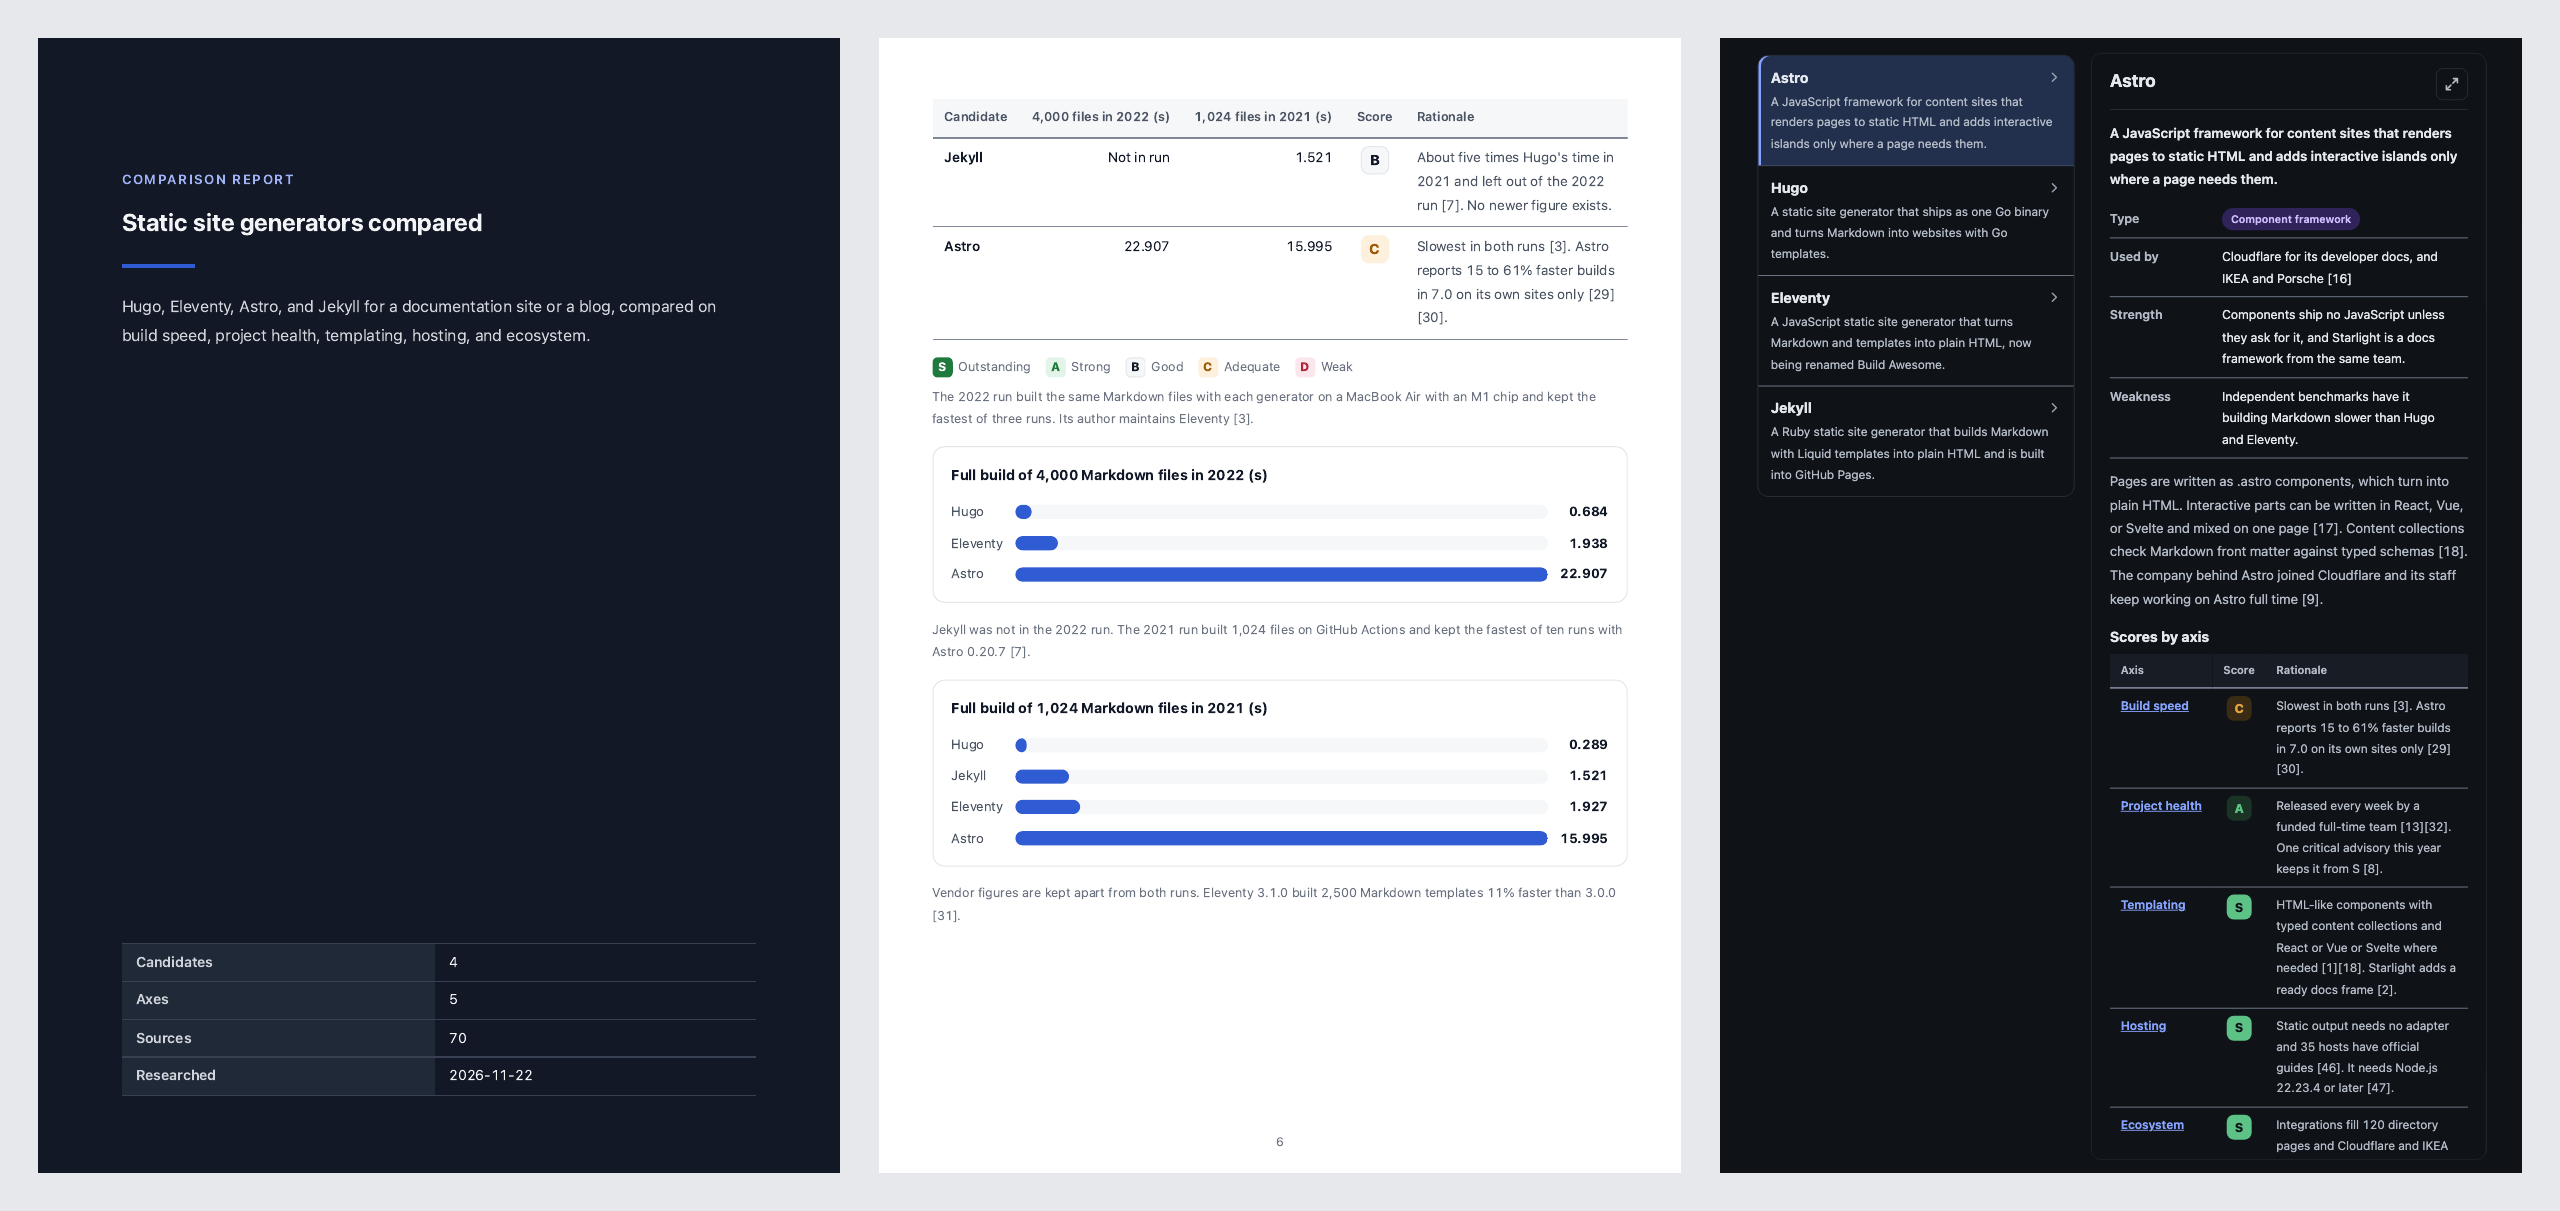 COMPARISON REPORT
Static site generators compared
Hugo, Eleventy, Astro, and Jekyll for a documentation site or a blog, compared on
build speed, project health, templating, hosting, and ecosystem.
Candidates 4
Axes 5
Sources 70
Researched 2026-11-22
Candidate 4,000 files in 2022 (s) 1,024 files in 2021 (s) Score Rationale
Jekyll Not in run 1.521 B About five times Hugo's time in
2021 and left out of the 2022
run [7]. No newer figure exists.
Astro 22.907 15.995 C Slowest in both runs [3]. Astro
reports 15 to 61% faster builds
in 7.0 on its own sites only [29]
[30].
S Outstanding A Strong B Good C Adequate D Weak
The 2022 run built the same Markdown files with each generator on a MacBook Air with an M1 chip and kept the
fastest of three runs. Its author maintains Eleventy [3].
Full build of 4,000 Markdown files in 2022 (s)
Hugo 0.684
Eleventy 1.938
Astro 22.907
Jekyll was not in the 2022 run. The 2021 run built 1,024 files on GitHub Actions and kept the fastest of ten runs with
Astro 0.20.7 [7].
Full build of 1,024 Markdown files in 2021 (s)
Hugo 0.289
Jekyll 1.521
Eleventy 1.927
Astro 15.995
Vendor figures are kept apart from both runs. Eleventy 3.1.0 built 2,500 Markdown templates 11% faster than 3.0.0
[31].
6
Astro
A JavaScript framework for content sites that
renders pages to static HTML and adds interactive
islands only where a page needs them.
Hugo
A static site generator that ships as one Go binary
and turns Markdown into websites with Go
templates.
Eleventy
A JavaScript static site generator that turns
Markdown and templates into plain HTML, now
being renamed Build Awesome.
Jekyll
A Ruby static site generator that builds Markdown
with Liquid templates into plain HTML and is built
into GitHub Pages.
Astro
A JavaScript framework for content sites that renders
pages to static HTML and adds interactive islands only
where a page needs them.
Type Component framework
Used by Cloudflare for its developer docs, and
IKEA and Porsche [16]
Strength Components ship no JavaScript unless
they ask for it, and Starlight is a docs
framework from the same team.
Weakness Independent benchmarks have it
building Markdown slower than Hugo
and Eleventy.
Pages are written as .astro components, which turn into
plain HTML. Interactive parts can be written in React, Vue,
or Svelte and mixed on one page [17]. Content collections
check Markdown front matter against typed schemas [18].
The company behind Astro joined Cloudflare and its staff
keep working on Astro full time [9].
Scores by axis
Axis Score Rationale
Build speed C Slowest in both runs [3]. Astro
reports 15 to 61% faster builds
in 7.0 on its own sites only [29]
[30].
Project health A Released every week by a
funded full-time team [13][32].
One critical advisory this year
keeps it from S [8].
Templating S HTML-like components with
typed content collections and
React or Vue or Svelte where
needed [1][18]. Starlight adds a
ready docs frame [2].
Hosting S Static output needs no adapter
and 35 hosts have official
guides [46]. It needs Node.js
22.23.4 or later [47].
Ecosystem S Integrations fill 120 directory
pages and Cloudflare and IKEA